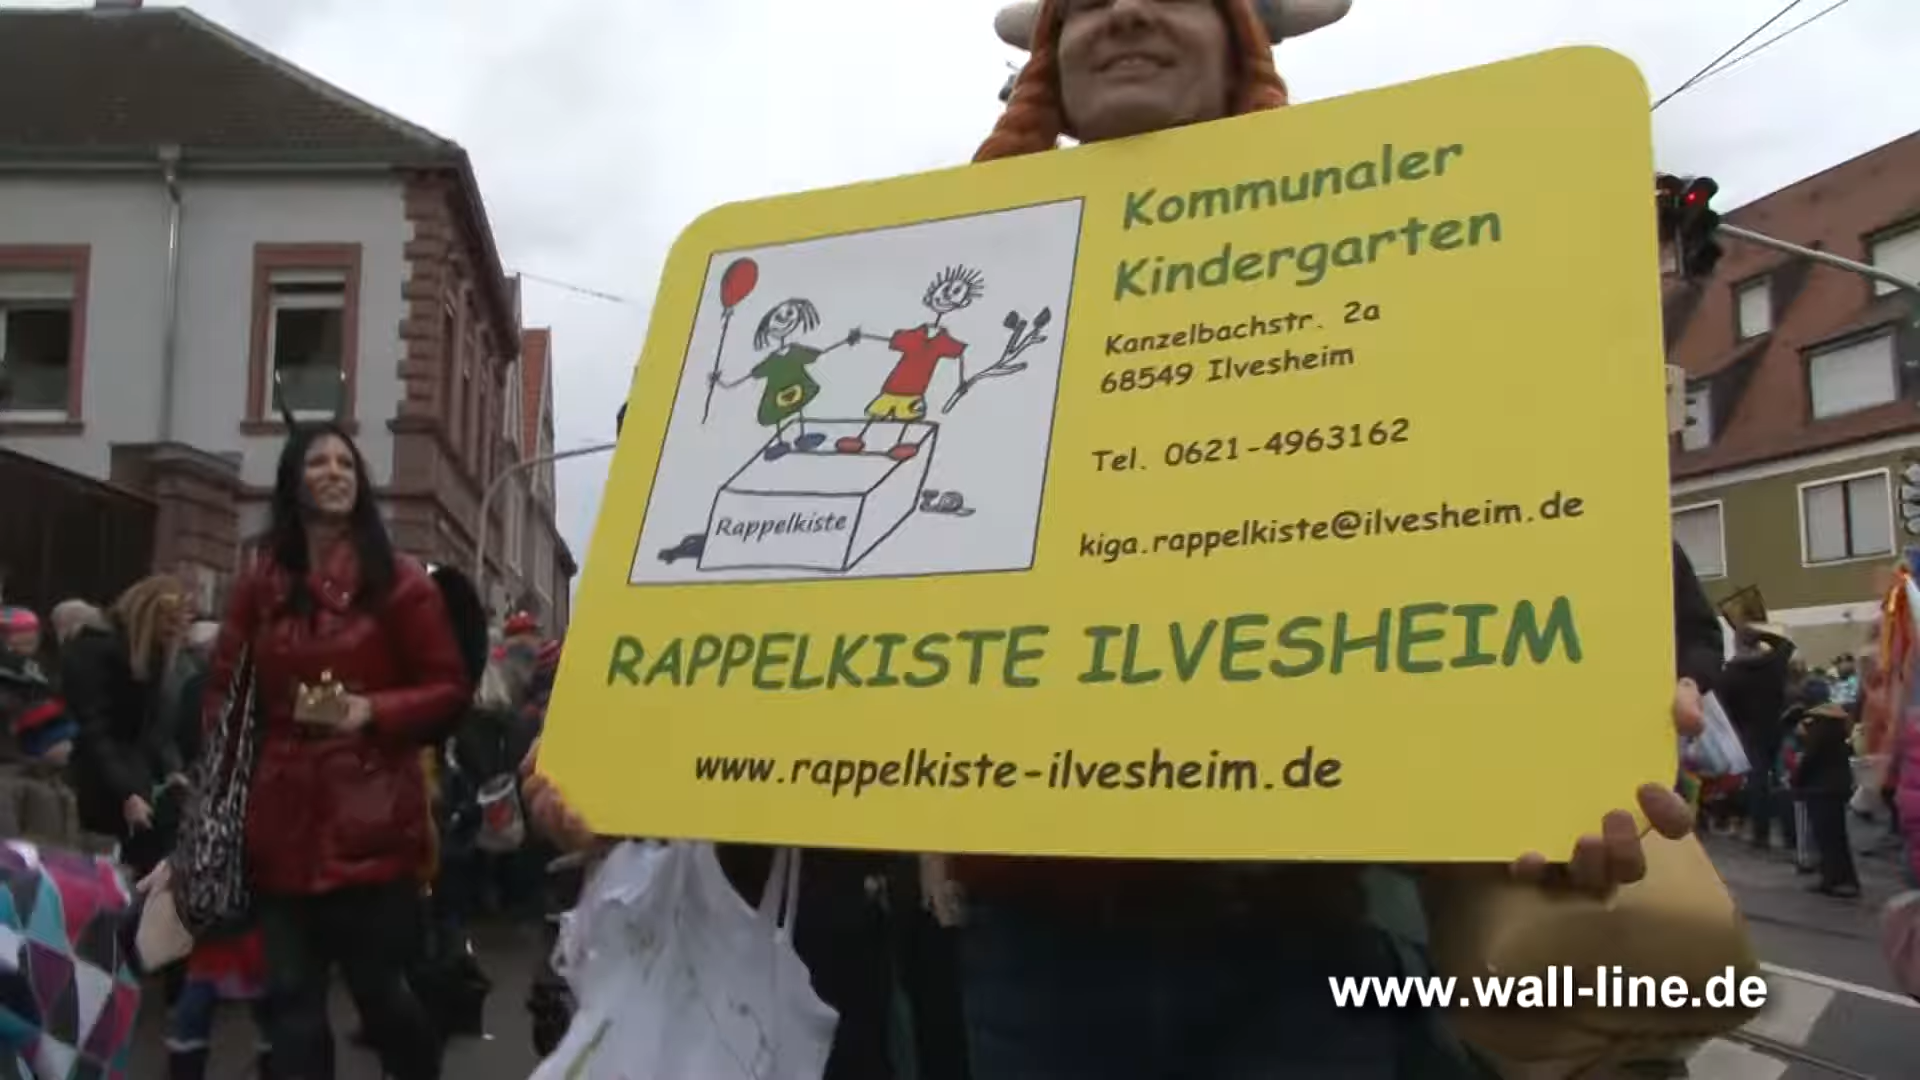 Kommunaler
Kindergarten
Kanzelbachstr. 2a
68549 Ilvesheim
Tel. 0621-4963162
kiga.rappelkiste@ilvesheim.de
Rappelkiste
RAPPELKISTE ILVESHEIM
www.rappelkiste-ilvesheim.de
www.wall-line.de